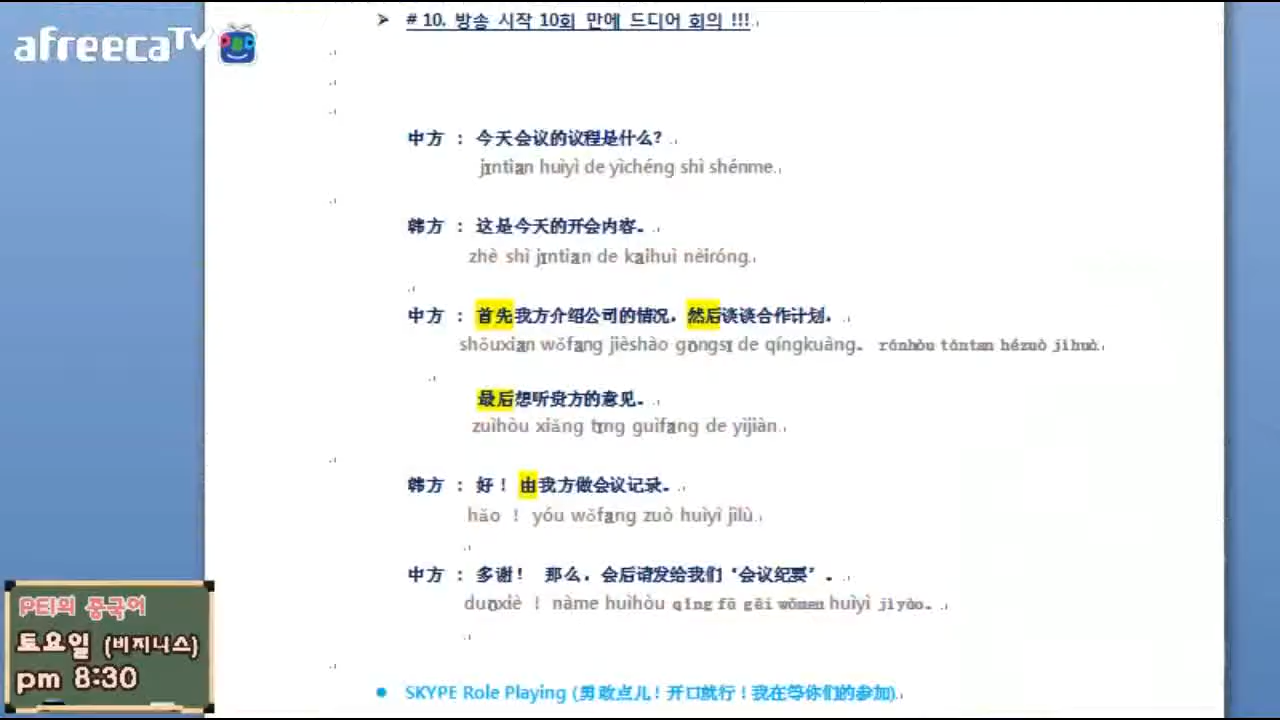 afreecaTV
➤ # 10. 방송 시작 10회 만에 드디어 회의 !!!
中方 : 今天会议的议程是什么?
jīntiān huìyì de yìchéng shì shénme
韩方 : 这是今天的开会内容。
zhè shì jīntiān de kāihuì nèiróng
中方 : 首先我方介绍公司的情况，然后谈谈合作计划，
shǒuxiān wǒfāng jièshào gōngsī de qíngkuàng。 ránhòu tántan hézuò jìhuà
最后想听贵方的意见。
zuìhòu xiǎng tīng guìfāng de yìjiàn
韩方 : 好！ 由我方做会议记录。
hǎo ！ yóu wǒfāng zuò huìyì jìlù
中方 : 多谢！ 那么，会后请发给我们‘会议纪要’。
duōxiè ！ nàme huìhòu qǐng fā gěi wǒmen huìyì jìyào。
● SKYPE Role Playing (勇敢点儿！开口就行！我在等你们的参加)
PEI의 중국어
토요일 (비지니스)
pm 8:30